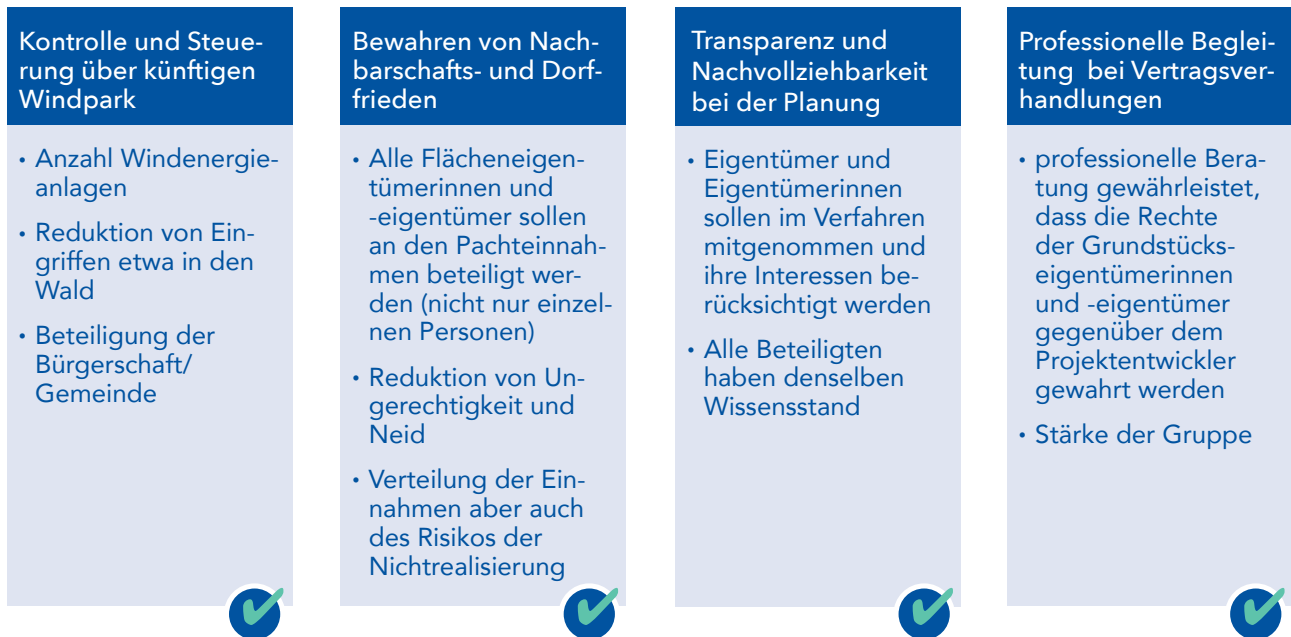 Kontrolle und Steue-
rung über künftigen
Windpark
• Anzahl Windenergie-
anlagen
• Reduktion von Ein-
griffen etwa in den
Wald
• Beteiligung der
Bürgerschaft/
Gemeinde
Bewahren von Nach-
barschafts- und Dorf-
frieden
• Alle Flächeneigen-
tümerinnen und
-eigentümer sollen
an den Pachteinnah-
men beteiligt wer-
den (nicht nur einzel-
nen Personen)
• Reduktion von Un-
gerechtigkeit und
Neid
• Verteilung der Ein-
nahmen aber auch
des Risikos der
Nichtrealisierung
Transparenz und
Nachvollziehbarkeit
bei der Planung
• Eigentümer und
Eigentümerinnen
sollen im Verfahren
mitgenommen und
ihre Interessen be-
rücksichtigt werden
• Alle Beteiligten
haben denselben
Wissensstand
Professionelle Beglei-
tung bei Vertragsver-
handlungen
• professionelle Bera-
tung gewährleistet,
dass die Rechte
der Grundstücks-
eigentümerinnen
und -eigentümer
gegenüber dem
Projektentwickler
gewahrt werden
• Stärke der Gruppe